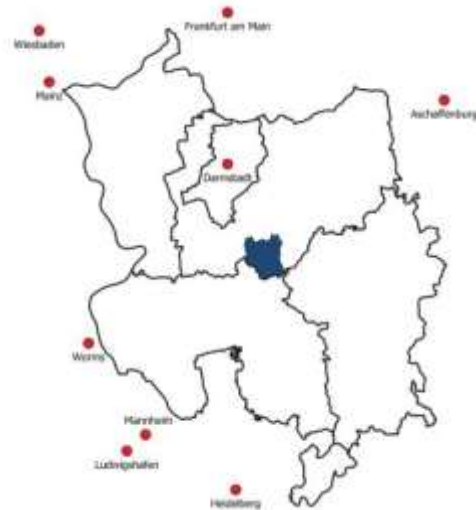 Frankfurt am Main
Wiesbaden
Mainz
Aschaffenburg
Darmstadt
Worms
Mannheim
Ludwigshafen
Heidelberg